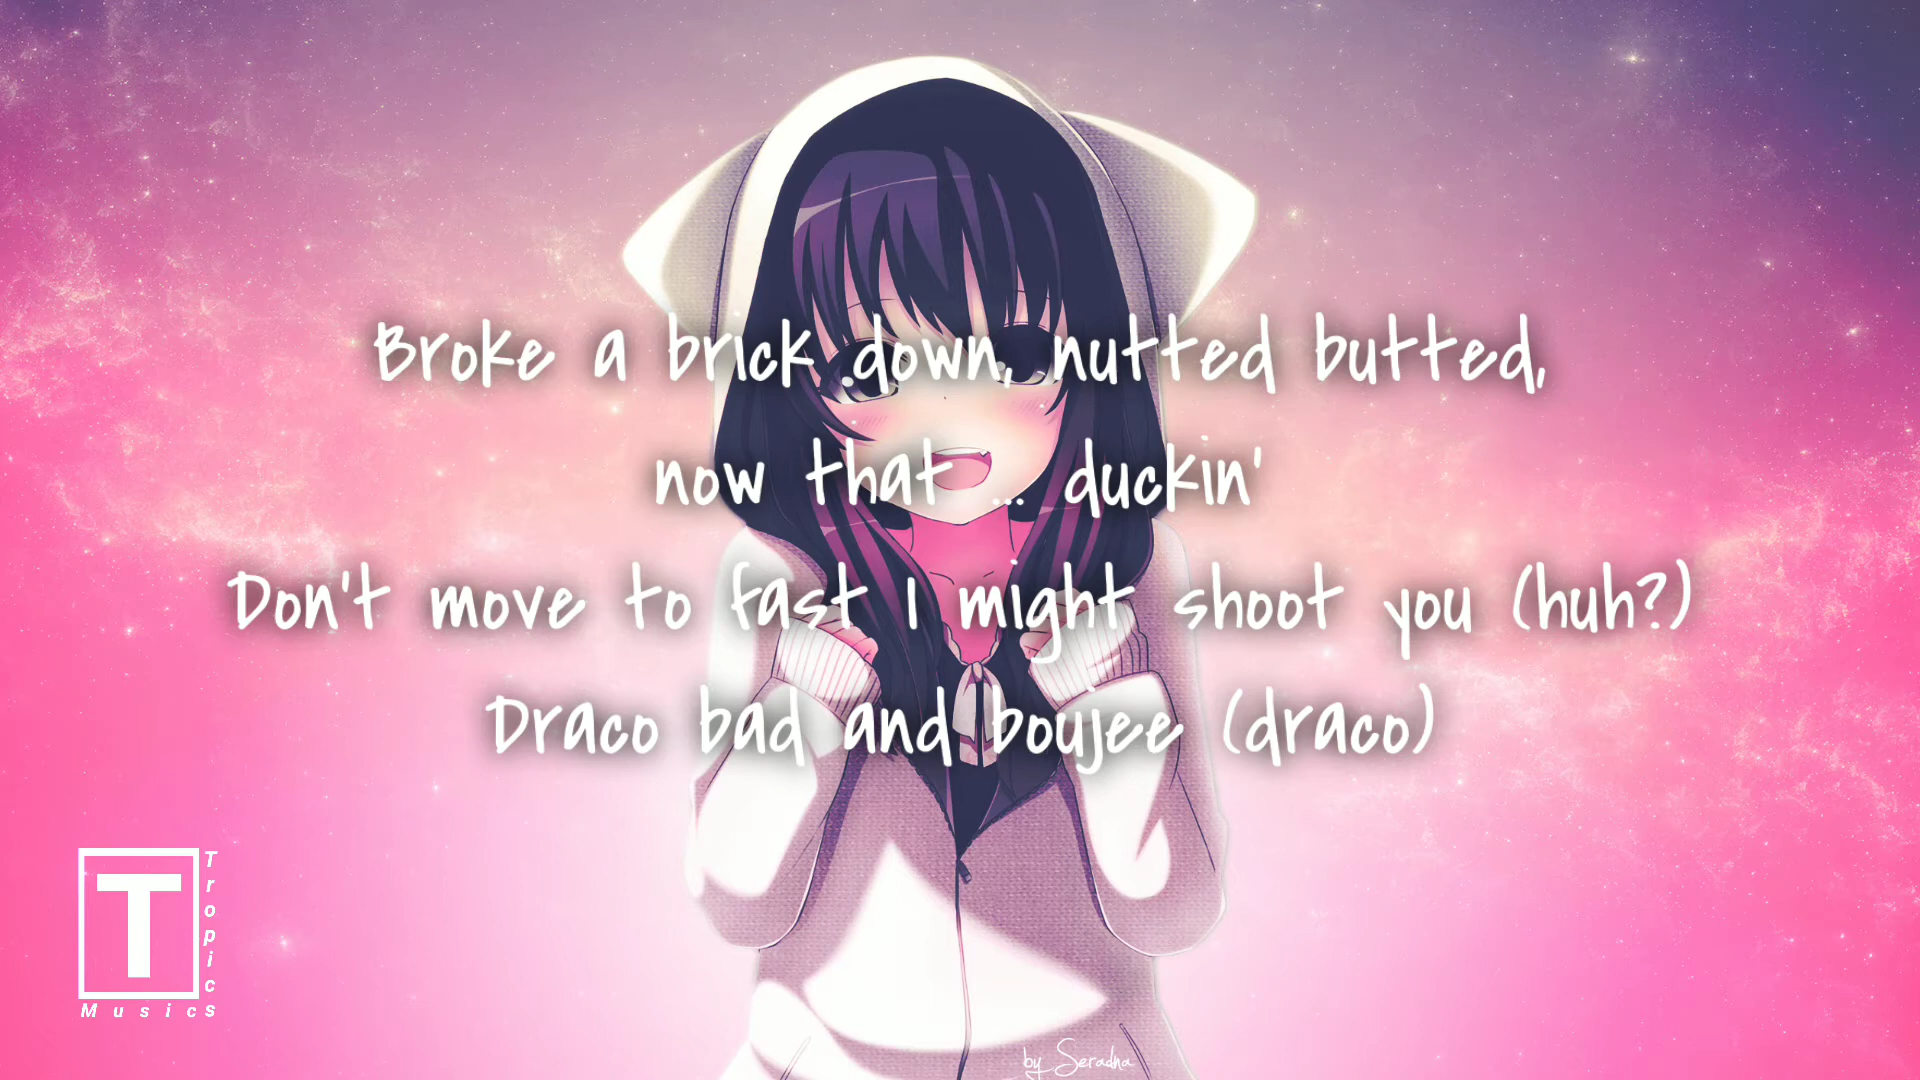 Broke a brick down, nutted butted,
now that ... duckin'
Don't move to fast I might shoot you (huh?)
Draco bad and boujee (draco)
T
Tropics
Musics
by Seradna